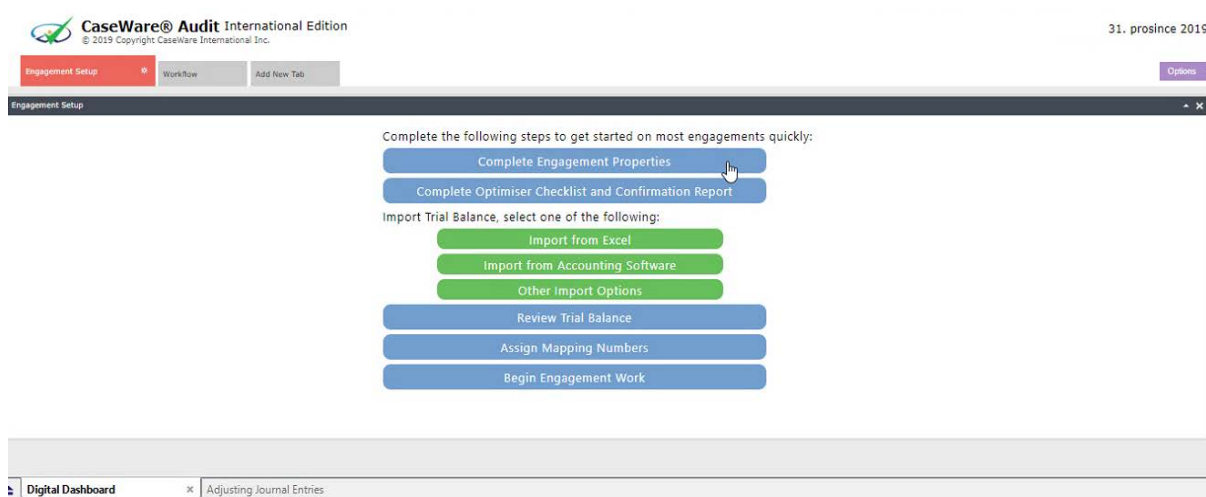 CaseWare® Audit International Edition
© 2019 Copyright CaseWare International Inc.
31. prosince 2019
Engagement Setup
Workflow
Add New Tab
Options
Engagement Setup
Complete the following steps to get started on most engagements quickly:
Complete Engagement Properties
Complete Optimiser Checklist and Confirmation Report
Import Trial Balance, select one of the following:
Import from Excel
Import from Accounting Software
Other Import Options
Review Trial Balance
Assign Mapping Numbers
Begin Engagement Work
Digital Dashboard
Adjusting Journal Entries